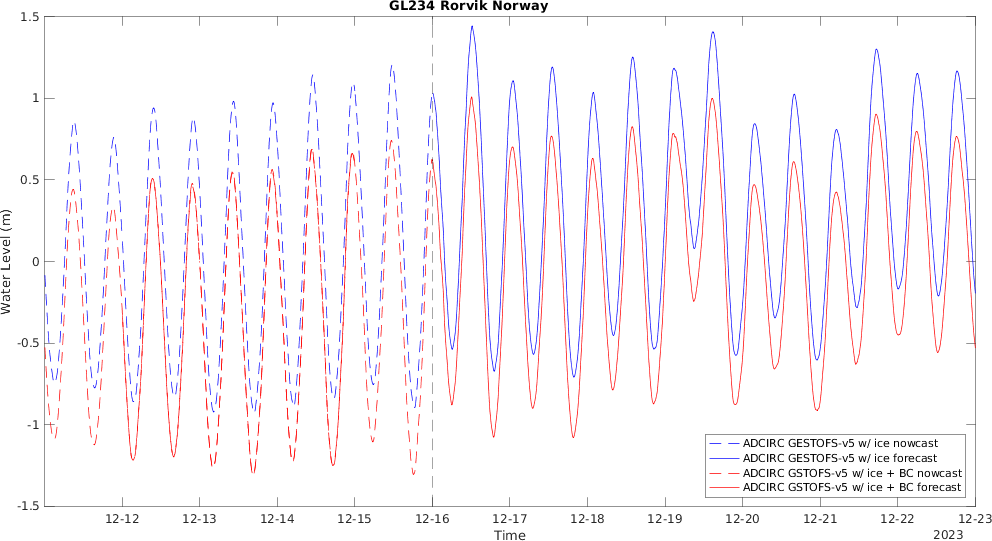 GL234 Rorvik Norway
1.5
1
0.5
0
-0.5
-1
-1.5
Water Level (m)
12-12
12-13
12-14
12-15
12-16
12-17
12-18
12-19
12-20
12-21
12-22
12-23
Time
2023
ADCIRC GESTOFS-v5 w/ ice nowcast
ADCIRC GESTOFS-v5 w/ ice forecast
ADCIRC GSTOFS-v5 w/ ice + BC nowcast
ADCIRC GSTOFS-v5 w/ ice + BC forecast